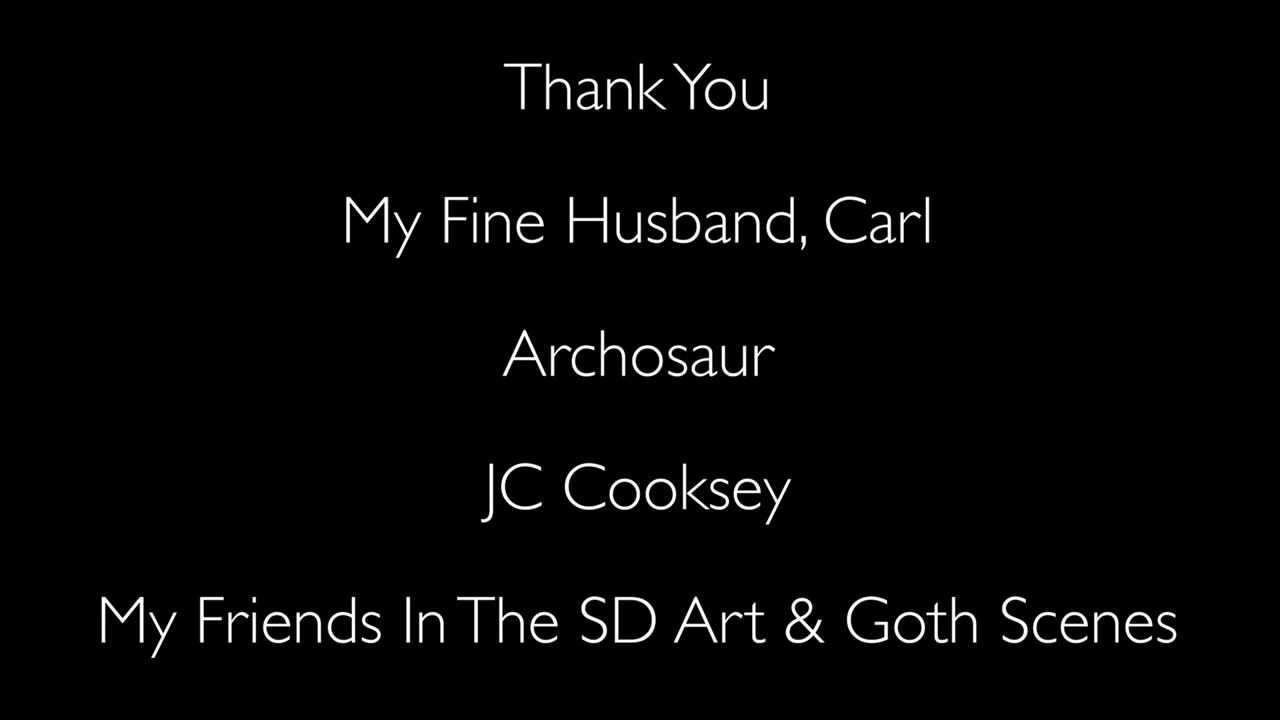 Thank You
My Fine Husband, Carl
Archosaur
JC Cooksey
My Friends In The SD Art & Goth Scenes